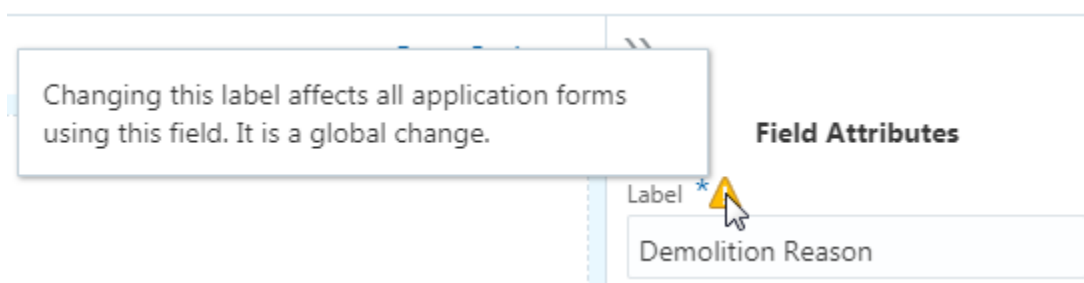 Changing this label affects all application forms
using this field. It is a global change.
Field Attributes
Label *
Demolition Reason